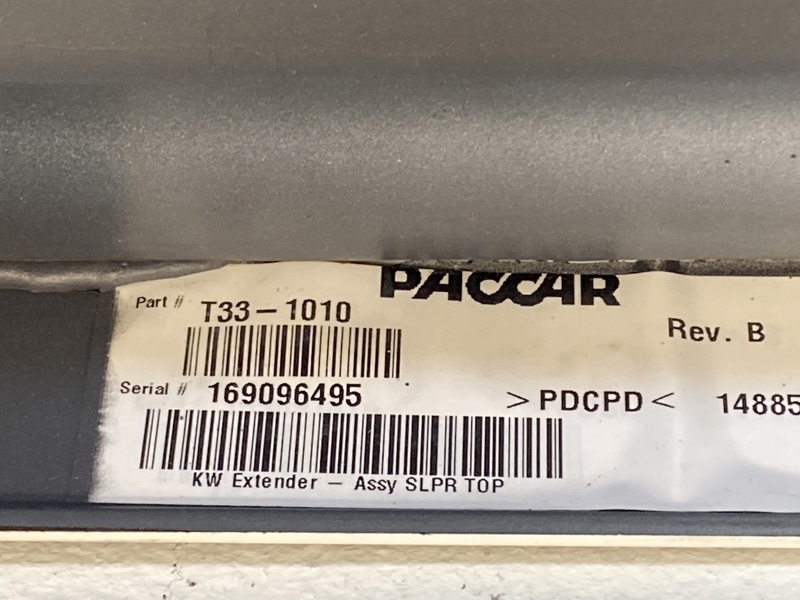 PACCAR
Part # T33-1010
Rev. B
Serial # 169096495
>PDCPD< 14885
KW Extender - Assy SLPR TOP